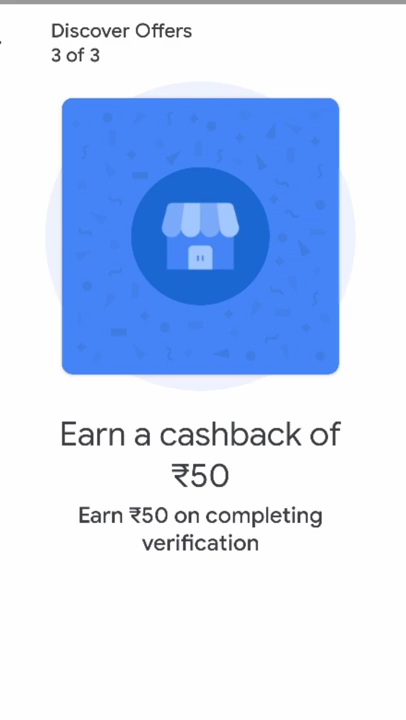 Discover Offers
3 of 3
Earn a cashback of
₹50
Earn ₹50 on completing
verification